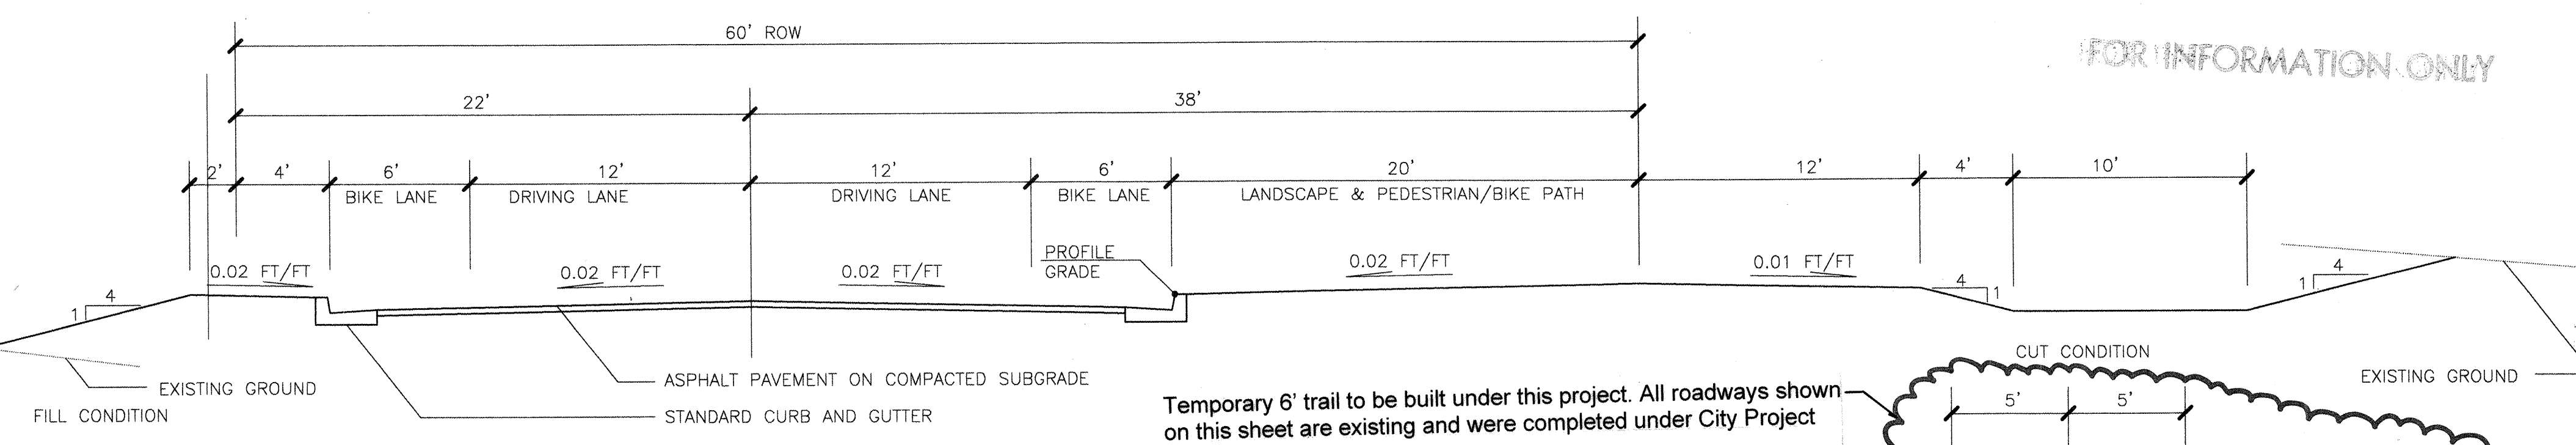 60' ROW
FOR INFORMATION ONLY
22'
38'
2'
4'
6'
12'
12'
6'
20'
12'
4'
10'
BIKE LANE
DRIVING LANE
DRIVING LANE
BIKE LANE
LANDSCAPE & PEDESTRIAN/BIKE PATH
PROFILE
GRADE
0.02 FT/FT
0.02 FT/FT
0.02 FT/FT
0.02 FT/FT
0.01 FT/FT
4
1
4
1
4
1
EXISTING GROUND
FILL CONDITION
ASPHALT PAVEMENT ON COMPACTED SUBGRADE
STANDARD CURB AND GUTTER
CUT CONDITION
EXISTING GROUND
Temporary 6' trail to be built under this project. All roadways shown
on this sheet are existing and were completed under City Project
5'
5'